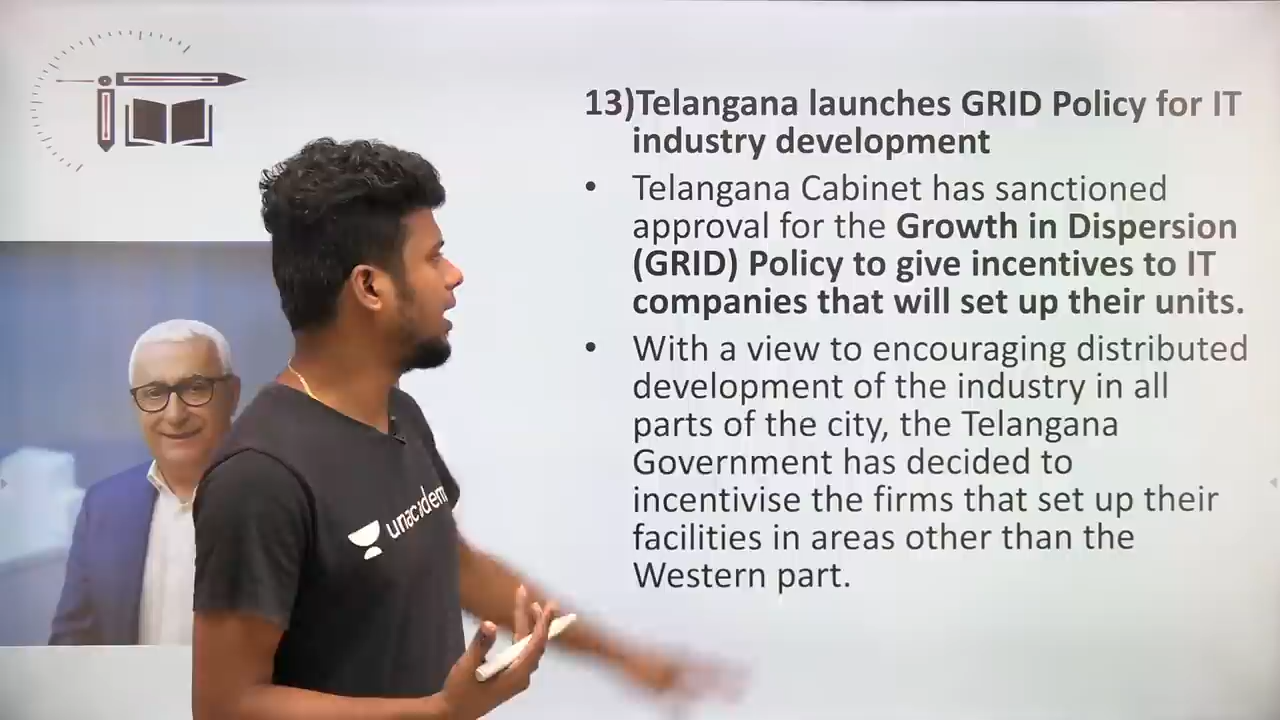 13)Telangana launches GRID Policy for IT
industry development
• Telangana Cabinet has sanctioned
approval for the Growth in Dispersion
(GRID) Policy to give incentives to IT
companies that will set up their units.
• With a view to encouraging distributed
development of the industry in all
parts of the city, the Telangana
Government has decided to
incentivise the firms that set up their
facilities in areas other than the
Western part.
unacadem